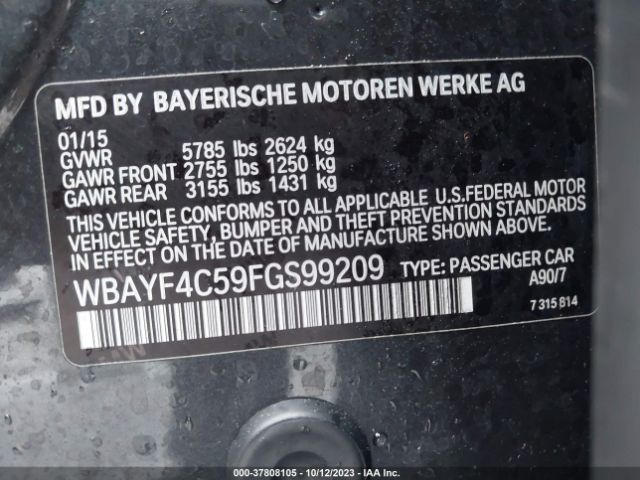 MFD BY BAYERISCHE MOTOREN WERKE AG
01/15
GVWR 5785 lbs 2624 kg
GAWR FRONT 2755 lbs 1250 kg
GAWR REAR 3155 lbs 1431 kg
THIS VEHICLE CONFORMS TO ALL APPLICABLE U.S.FEDERAL MOTOR
VEHICLE SAFETY, BUMPER AND THEFT PREVENTION STANDARDS
IN EFFECT ON THE DATE OF MANUFACTURE SHOWN ABOVE.
WBAYF4C59FGS99209 TYPE: PASSENGER CAR
A90/7
7 315 814
000-37808105 - 10/12/2023 - IAA Inc.